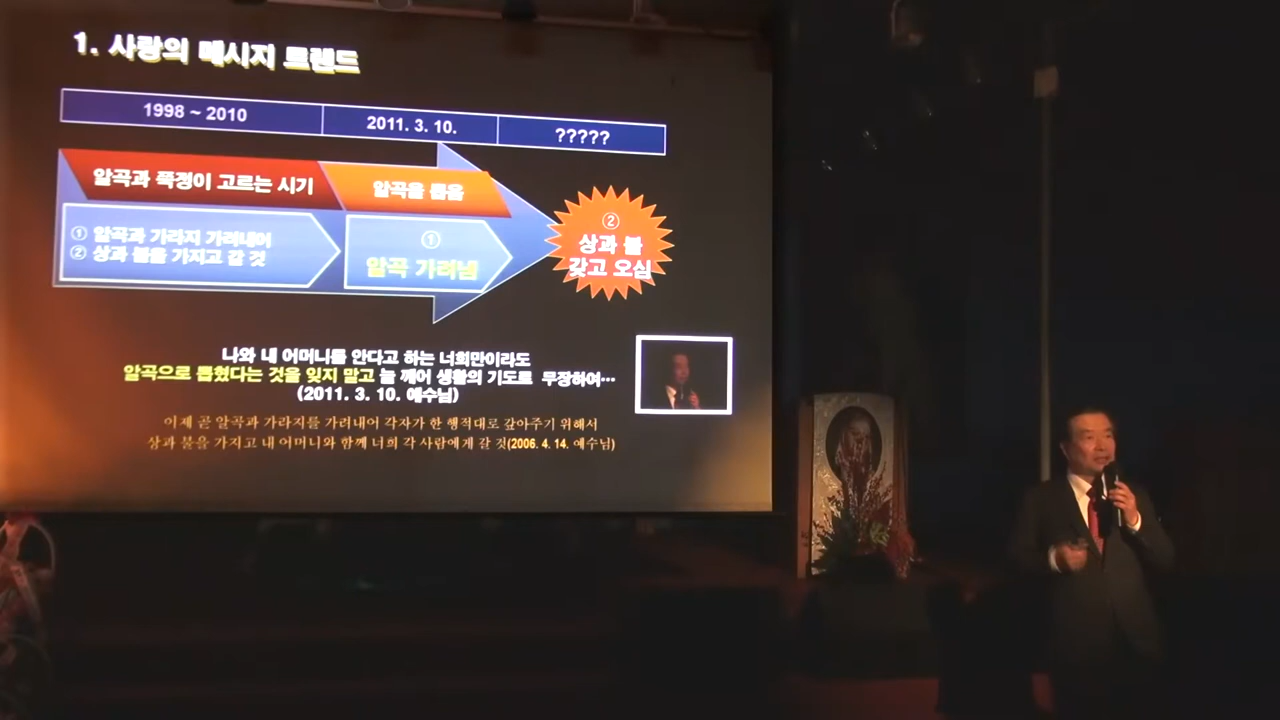 1. 사랑의 메시지 트렌드
1998 ~ 2010
2011. 3. 10.
?????
알곡과 쭉정이 고르는 시기
알곡을 뽑음
① 알곡과 가라지 가려내어
② 상과 불을 가지고 갈 것
①
알곡 가려냄
②
상과 불
갖고 오심
나와 내 어머니를 안다고 하는 너희만이라도
알곡으로 뽑혔다는 것을 잊지 말고 늘 깨어 생활의 기도로 무장하여…
(2011. 3. 10. 예수님)
이제 곧 알곡과 가라지를 가려내어 각자가 한 행적대로 갚아주기 위해서
상과 불을 가지고 내 어머니와 함께 너희 각 사람에게 갈 것(2006. 4. 14. 예수님)